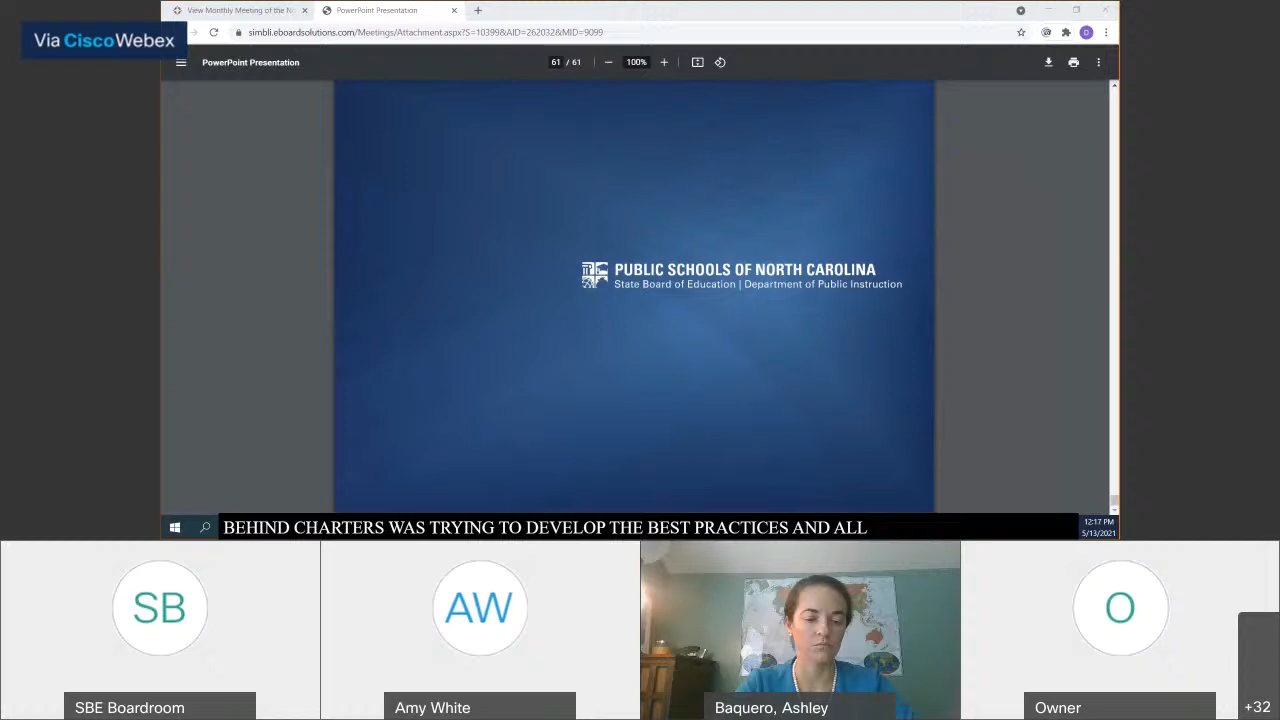 View Monthly Meeting of the N
PowerPoint Presentation
Via CiscoWebex
simbli.eboardsolutions.com/Meetings/Attachment.aspx?S=10399&AID=262032&MID=9099
D
PowerPoint Presentation
61 / 61
100%
PUBLIC SCHOOLS OF NORTH CAROLINA
State Board of Education | Department of Public Instruction
BEHIND CHARTERS WAS TRYING TO DEVELOP THE BEST PRACTICES AND ALL
12:17 PM
5/13/2021
SB
AW
O
SBE Boardroom
Amy White
Baquero, Ashley
Owner
+32